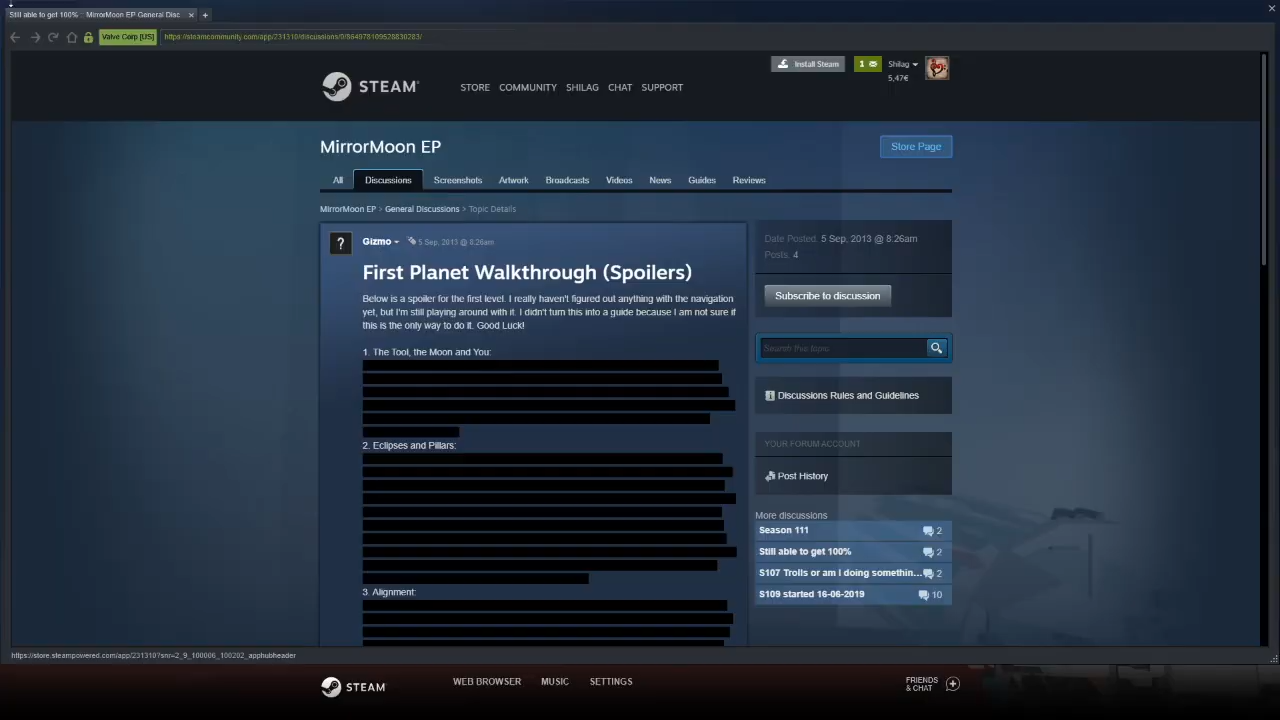 Still able to get 100% :: MirrorMoon EP General Disc
Valve Corp [US]
https://steamcommunity.com/app/231310/discussions/0/864978109528830283/
STEAM
STORE COMMUNITY SHILAG CHAT SUPPORT
Install Steam
1
Shilag
5,47€
MirrorMoon EP
Store Page
All Discussions Screenshots Artwork Broadcasts Videos News Guides Reviews
MirrorMoon EP > General Discussions > Topic Details
Gizmo 5 Sep, 2013 @ 8:26am
First Planet Walkthrough (Spoilers)
Below is a spoiler for the first level. I really haven't figured out anything with the navigation
yet, but I'm still playing around with it. I didn't turn this into a guide because I am not sure if
this is the only way to do it. Good Luck!
1. The Tool, the Moon and You:
2. Eclipses and Pillars:
3. Alignment:
Date Posted: 5 Sep, 2013 @ 8:26am
Posts: 4
Subscribe to discussion
Search this topic
Discussions Rules and Guidelines
YOUR FORUM ACCOUNT
Post History
More discussions
Season 111 2
Still able to get 100% 2
S107 Trolls or am I doing somethin... 2
S109 started 16-06-2019 10
https://store.steampowered.com/app/231310?snr=2_9_100006_100202_apphubheader
STEAM
WEB BROWSER MUSIC SETTINGS
FRIENDS
& CHAT